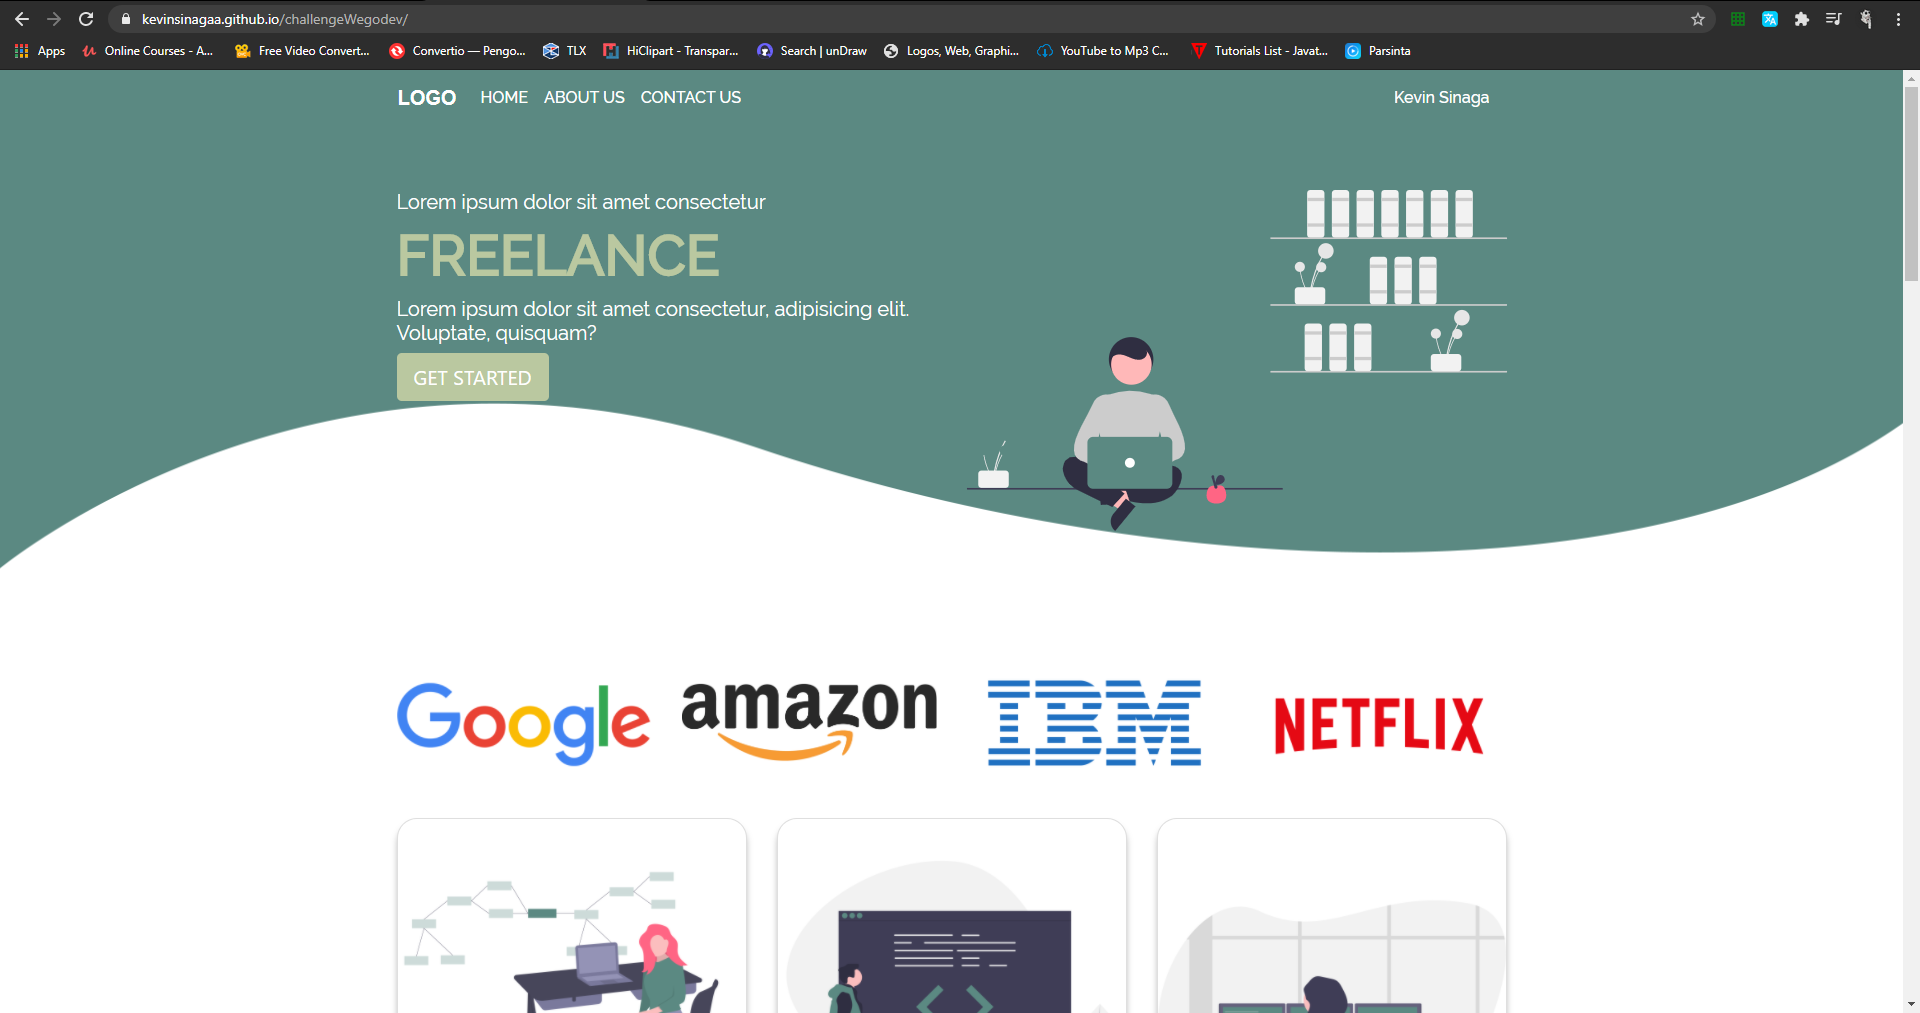 kevinsinagaa.github.io/challengeWegodev/
Apps Online Courses - A... Free Video Convert... Convertio — Pengo... TLX HiClipart - Transpar... Search | unDraw Logos, Web, Graphi... YouTube to Mp3 C... Tutorials List - Javat... Parsinta
LOGO HOME ABOUT US CONTACT US Kevin Sinaga
Lorem ipsum dolor sit amet consectetur
FREELANCE
Lorem ipsum dolor sit amet consectetur, adipisicing elit.
Voluptate, quisquam?
GET STARTED
Google amazon IBM NETFLIX